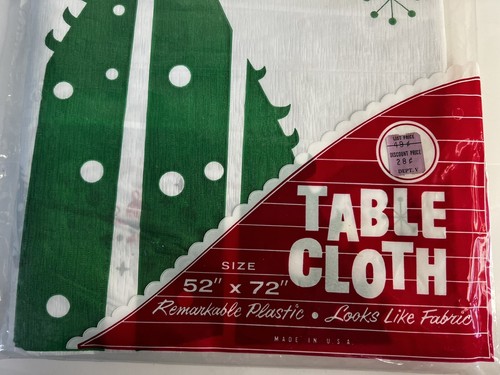 LIST PRICE
49¢
DISCOUNT PRICE
28¢
DEPT. V
TABLE
CLOTH
SIZE
52" x 72"
Remarkable Plastic • Looks Like Fabric
MADE IN U.S.A.